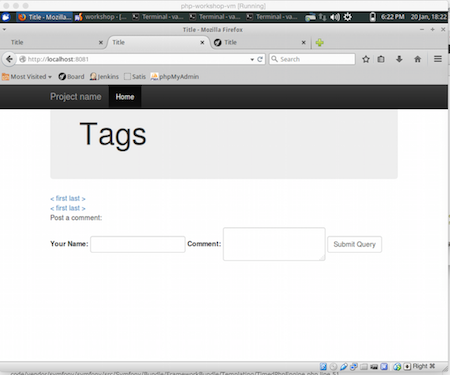 php-workshop-vm [Running]
Title - Mozilla Firefox workshop - [ Terminal - va Terminal - va Terminal - va 6:22 PM 20 Jan, 18:22
Title - Mozilla Firefox
Title Title Title
http://localhost:8081 Search
Most Visited Board Jenkins Satis phpMyAdmin
Project name Home
Tags
< first last >
< first last >
Post a comment:
Your Name: Comment: Submit Query
Right ⌘